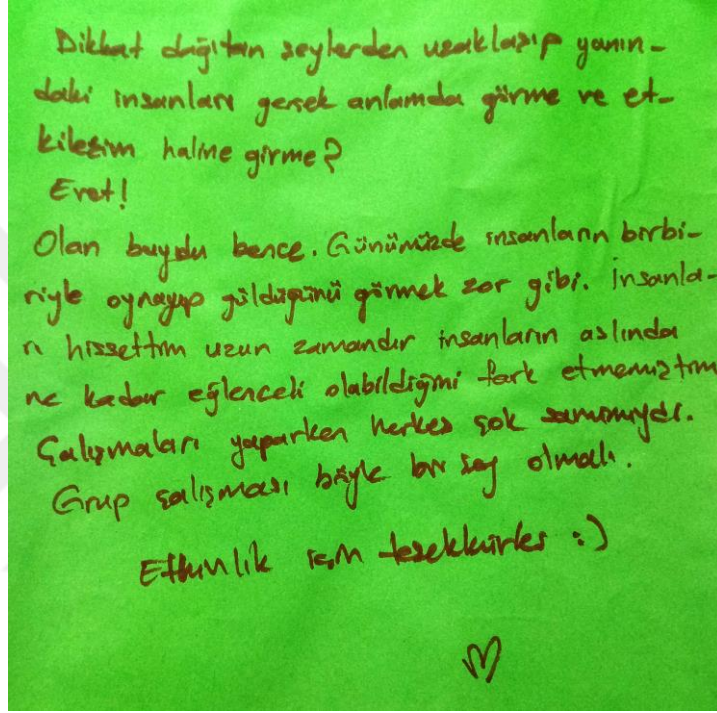 Dikkat dağıtan şeylerden uzaklaşıp yanın-
daki insanları gerçek anlamda görme ve et-
kileşim haline girme?
Evet!
Olan buydu bence. Günümüzde insanların birbi-
riyle oynayıp güldüğünü görmek zor gibi. İnsanla-
rı hissettim uzun zamandır insanların aslında
ne kadar eğlenceli olabildiğini fark etmemiştim
Çalışmaları yaparken herkes çok samimiydi.
Grup çalışması böyle bir şey olmalı.
Etkinlik için teşekkürler :)